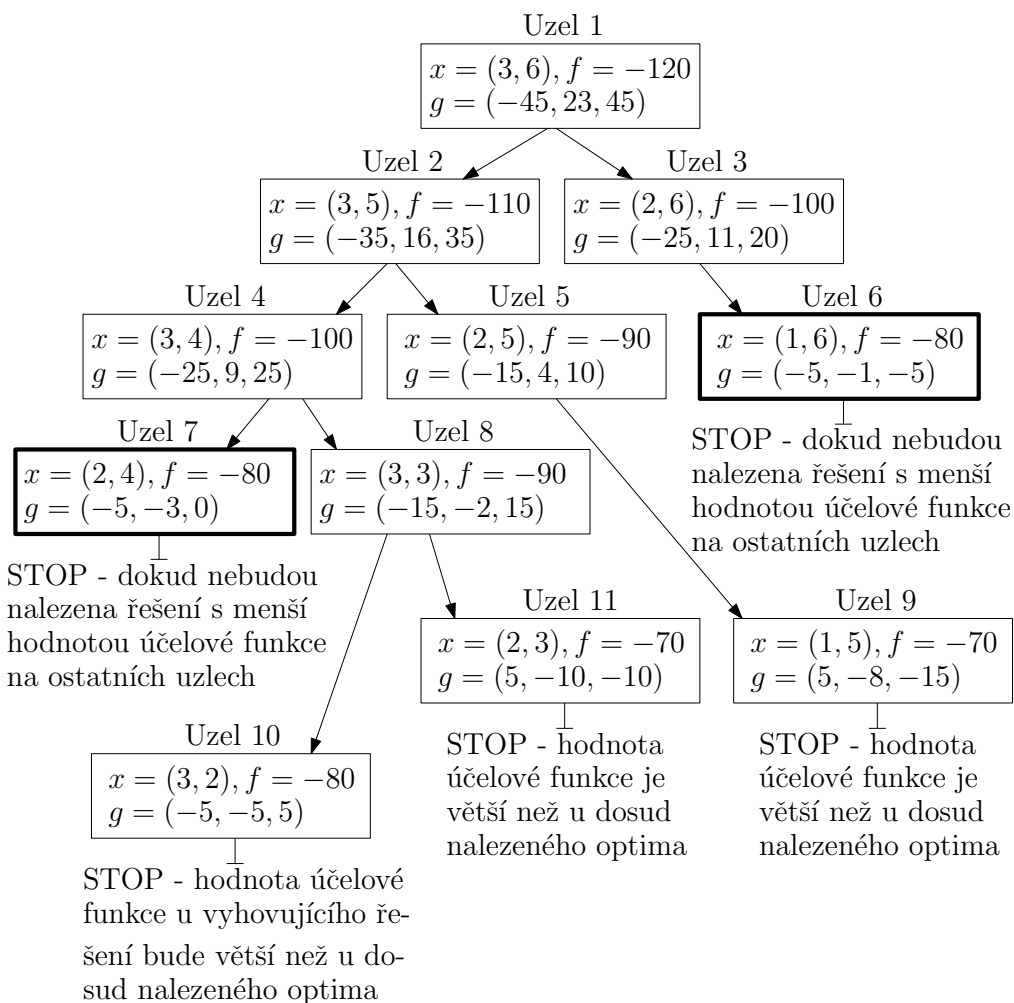 Uzel 1
x = (3, 6), f = −120
g = (−45, 23, 45)
Uzel 2
x = (3, 5), f = −110
g = (−35, 16, 35)
Uzel 3
x = (2, 6), f = −100
g = (−25, 11, 20)
Uzel 4
x = (3, 4), f = −100
g = (−25, 9, 25)
Uzel 5
x = (2, 5), f = −90
g = (−15, 4, 10)
Uzel 6
x = (1, 6), f = −80
g = (−5, −1, −5)
STOP - dokud nebudou
nalezena řešení s menší
hodnotou účelové funkce
na ostatních uzlech
Uzel 7
x = (2, 4), f = −80
g = (−5, −3, 0)
STOP - dokud nebudou
nalezena řešení s menší
hodnotou účelové funkce
na ostatních uzlech
Uzel 8
x = (3, 3), f = −90
g = (−15, −2, 15)
Uzel 11
x = (2, 3), f = −70
g = (5, −10, −10)
STOP - hodnota
účelové funkce je
větší než u dosud
nalezeného optima
Uzel 9
x = (1, 5), f = −70
g = (5, −8, −15)
STOP - hodnota
účelové funkce je
větší než u dosud
nalezeného optima
Uzel 10
x = (3, 2), f = −80
g = (−5, −5, 5)
STOP - hodnota účelové
funkce u vyhovujícího ře-
šení bude větší než u do-
sud nalezeného optima